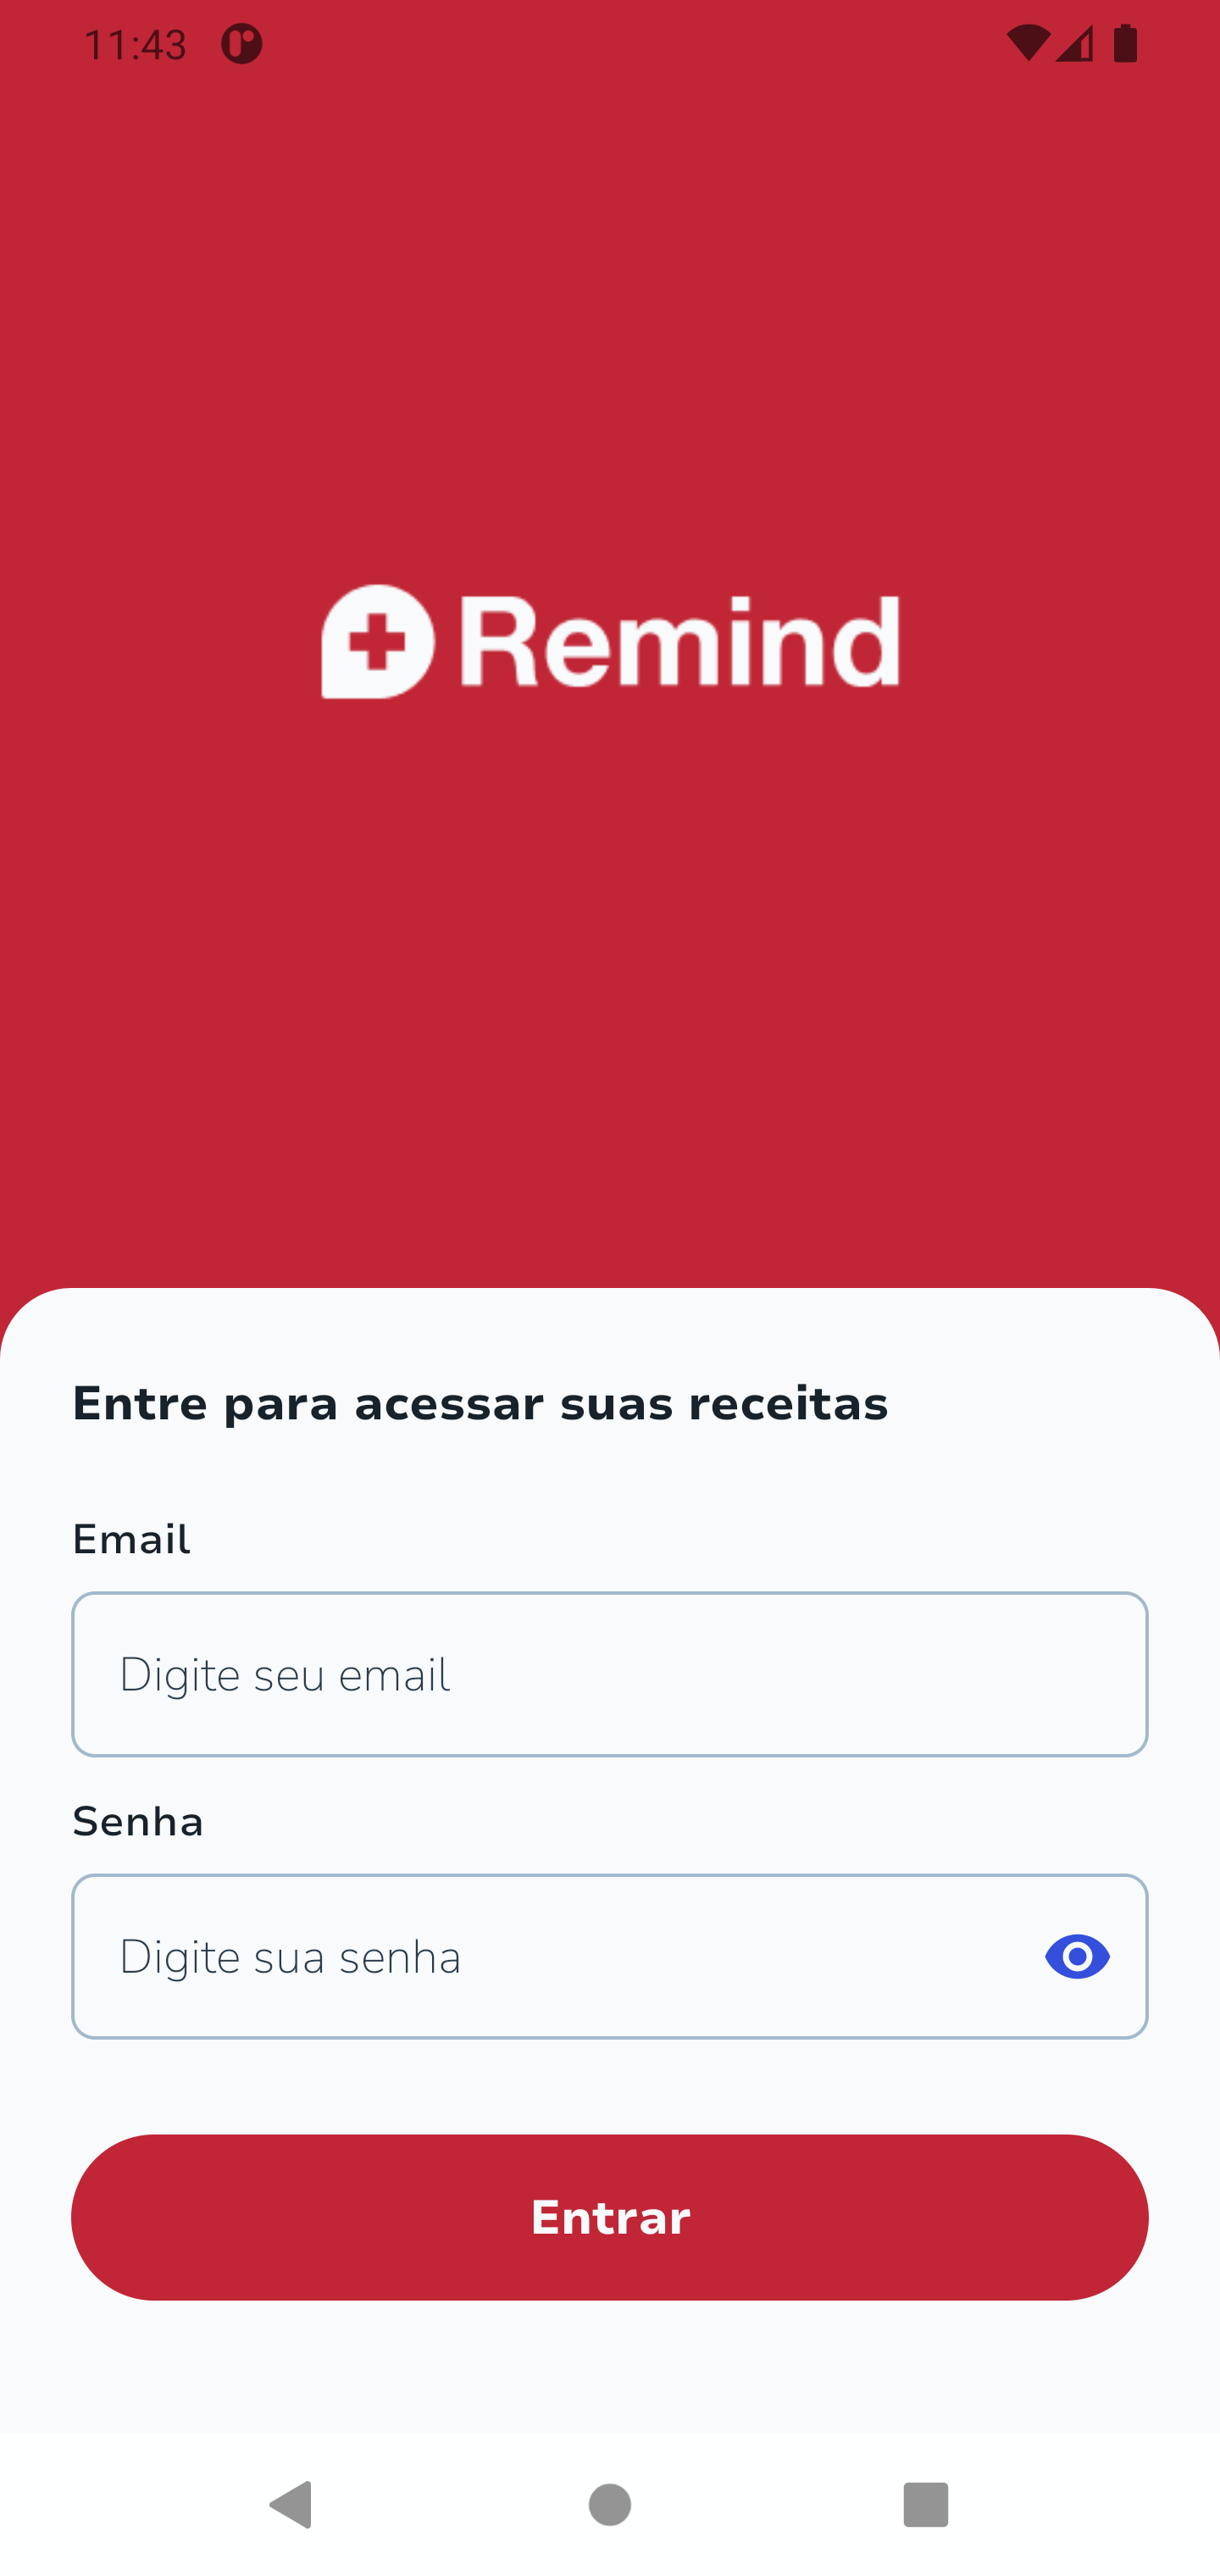 11:43
Remind
Entre para acessar suas receitas
Email
Digite seu email
Senha
Digite sua senha
Entrar